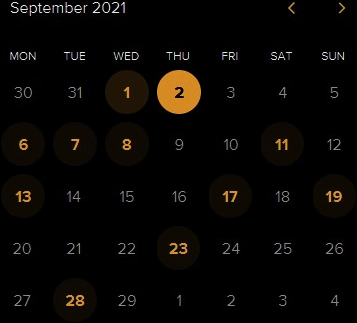 September 2021
MON TUE WED THU FRI SAT SUN
30 31 1 2 3 4 5
6 7 8 9 10 11 12
13 14 15 16 17 18 19
20 21 22 23 24 25 26
27 28 29 1 2 3 4